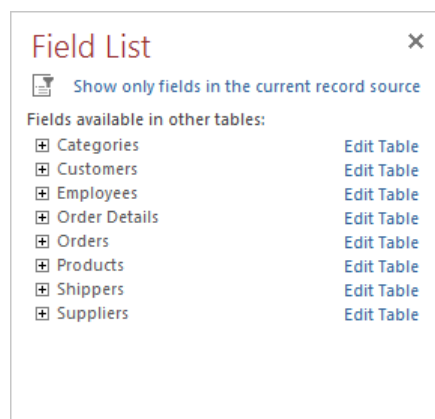 Field List
Show only fields in the current record source
Fields available in other tables:
Categories Edit Table
Customers Edit Table
Employees Edit Table
Order Details Edit Table
Orders Edit Table
Products Edit Table
Shippers Edit Table
Suppliers Edit Table